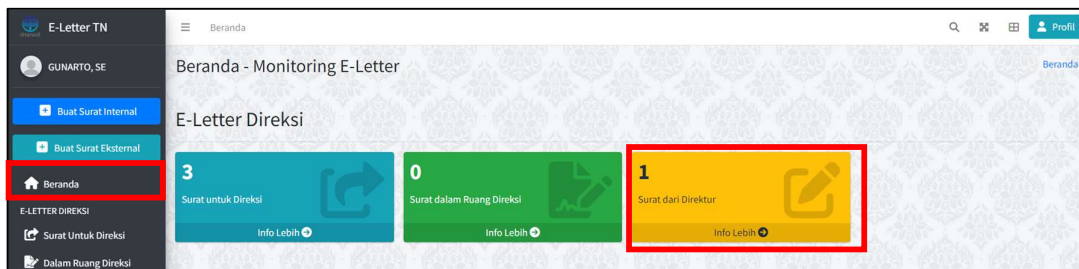 E-Letter TN
GUNARTO, SE
Buat Surat Internal
Buat Surat Eksternal
Beranda
E-LETTER DIREKSI
Surat Untuk Direksi
Dalam Ruang Direksi
Beranda
Profil
Beranda - Monitoring E-Letter
Beranda
E-Letter Direksi
3
Surat untuk Direksi
Info Lebih
0
Surat dalam Ruang Direksi
Info Lebih
1
Surat dari Direktur
Info Lebih